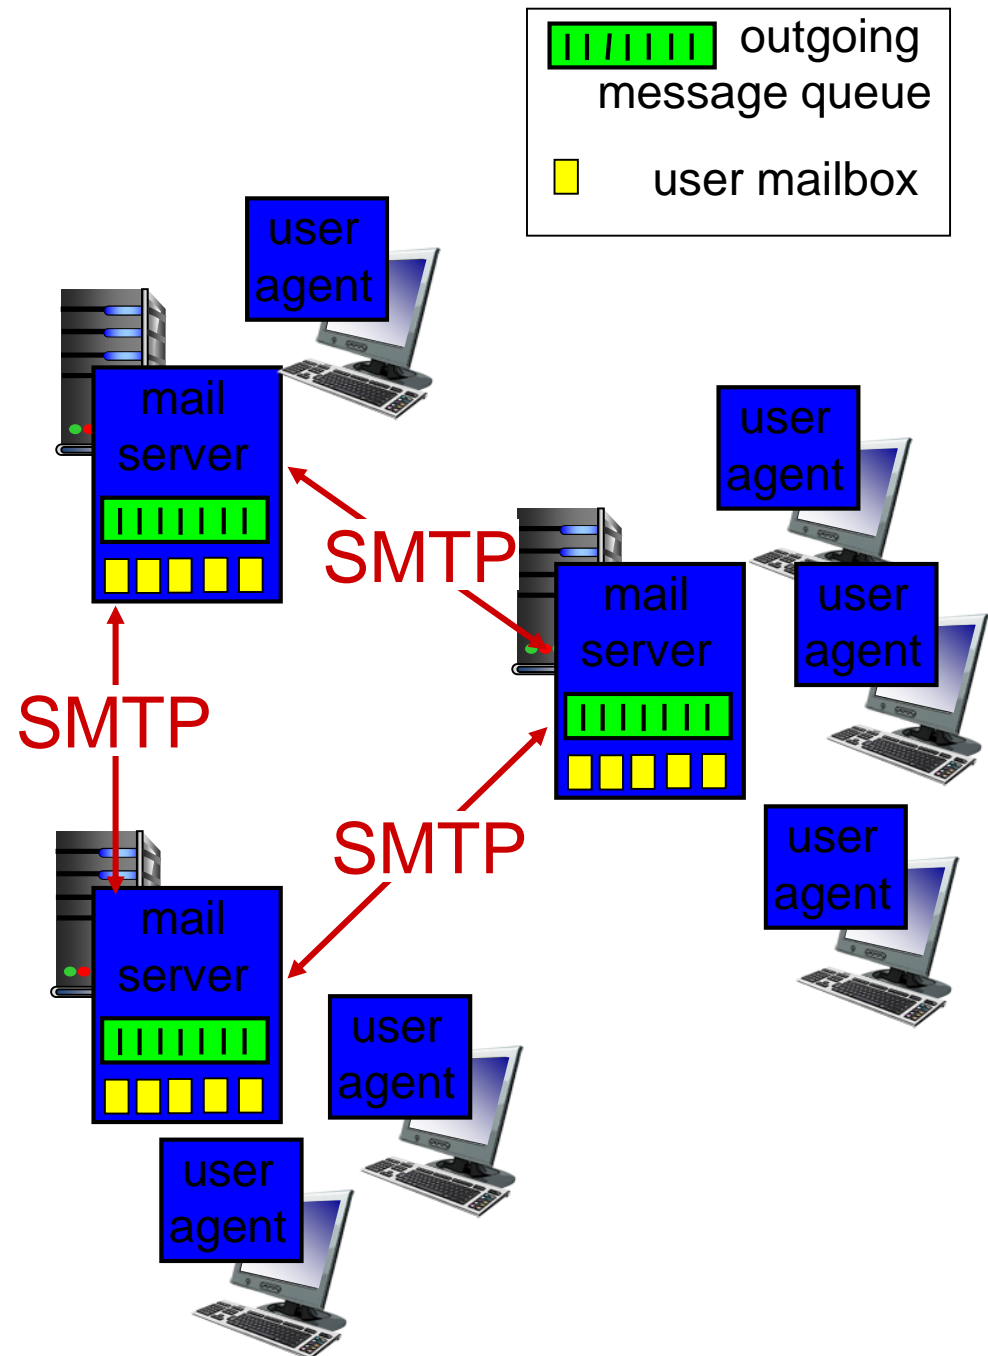 outgoing
message queue
user mailbox
user
agent
mail
server
SMTP
user
agent
mail
server
user
agent
SMTP
SMTP
user
agent
mail
server
user
agent
user
agent